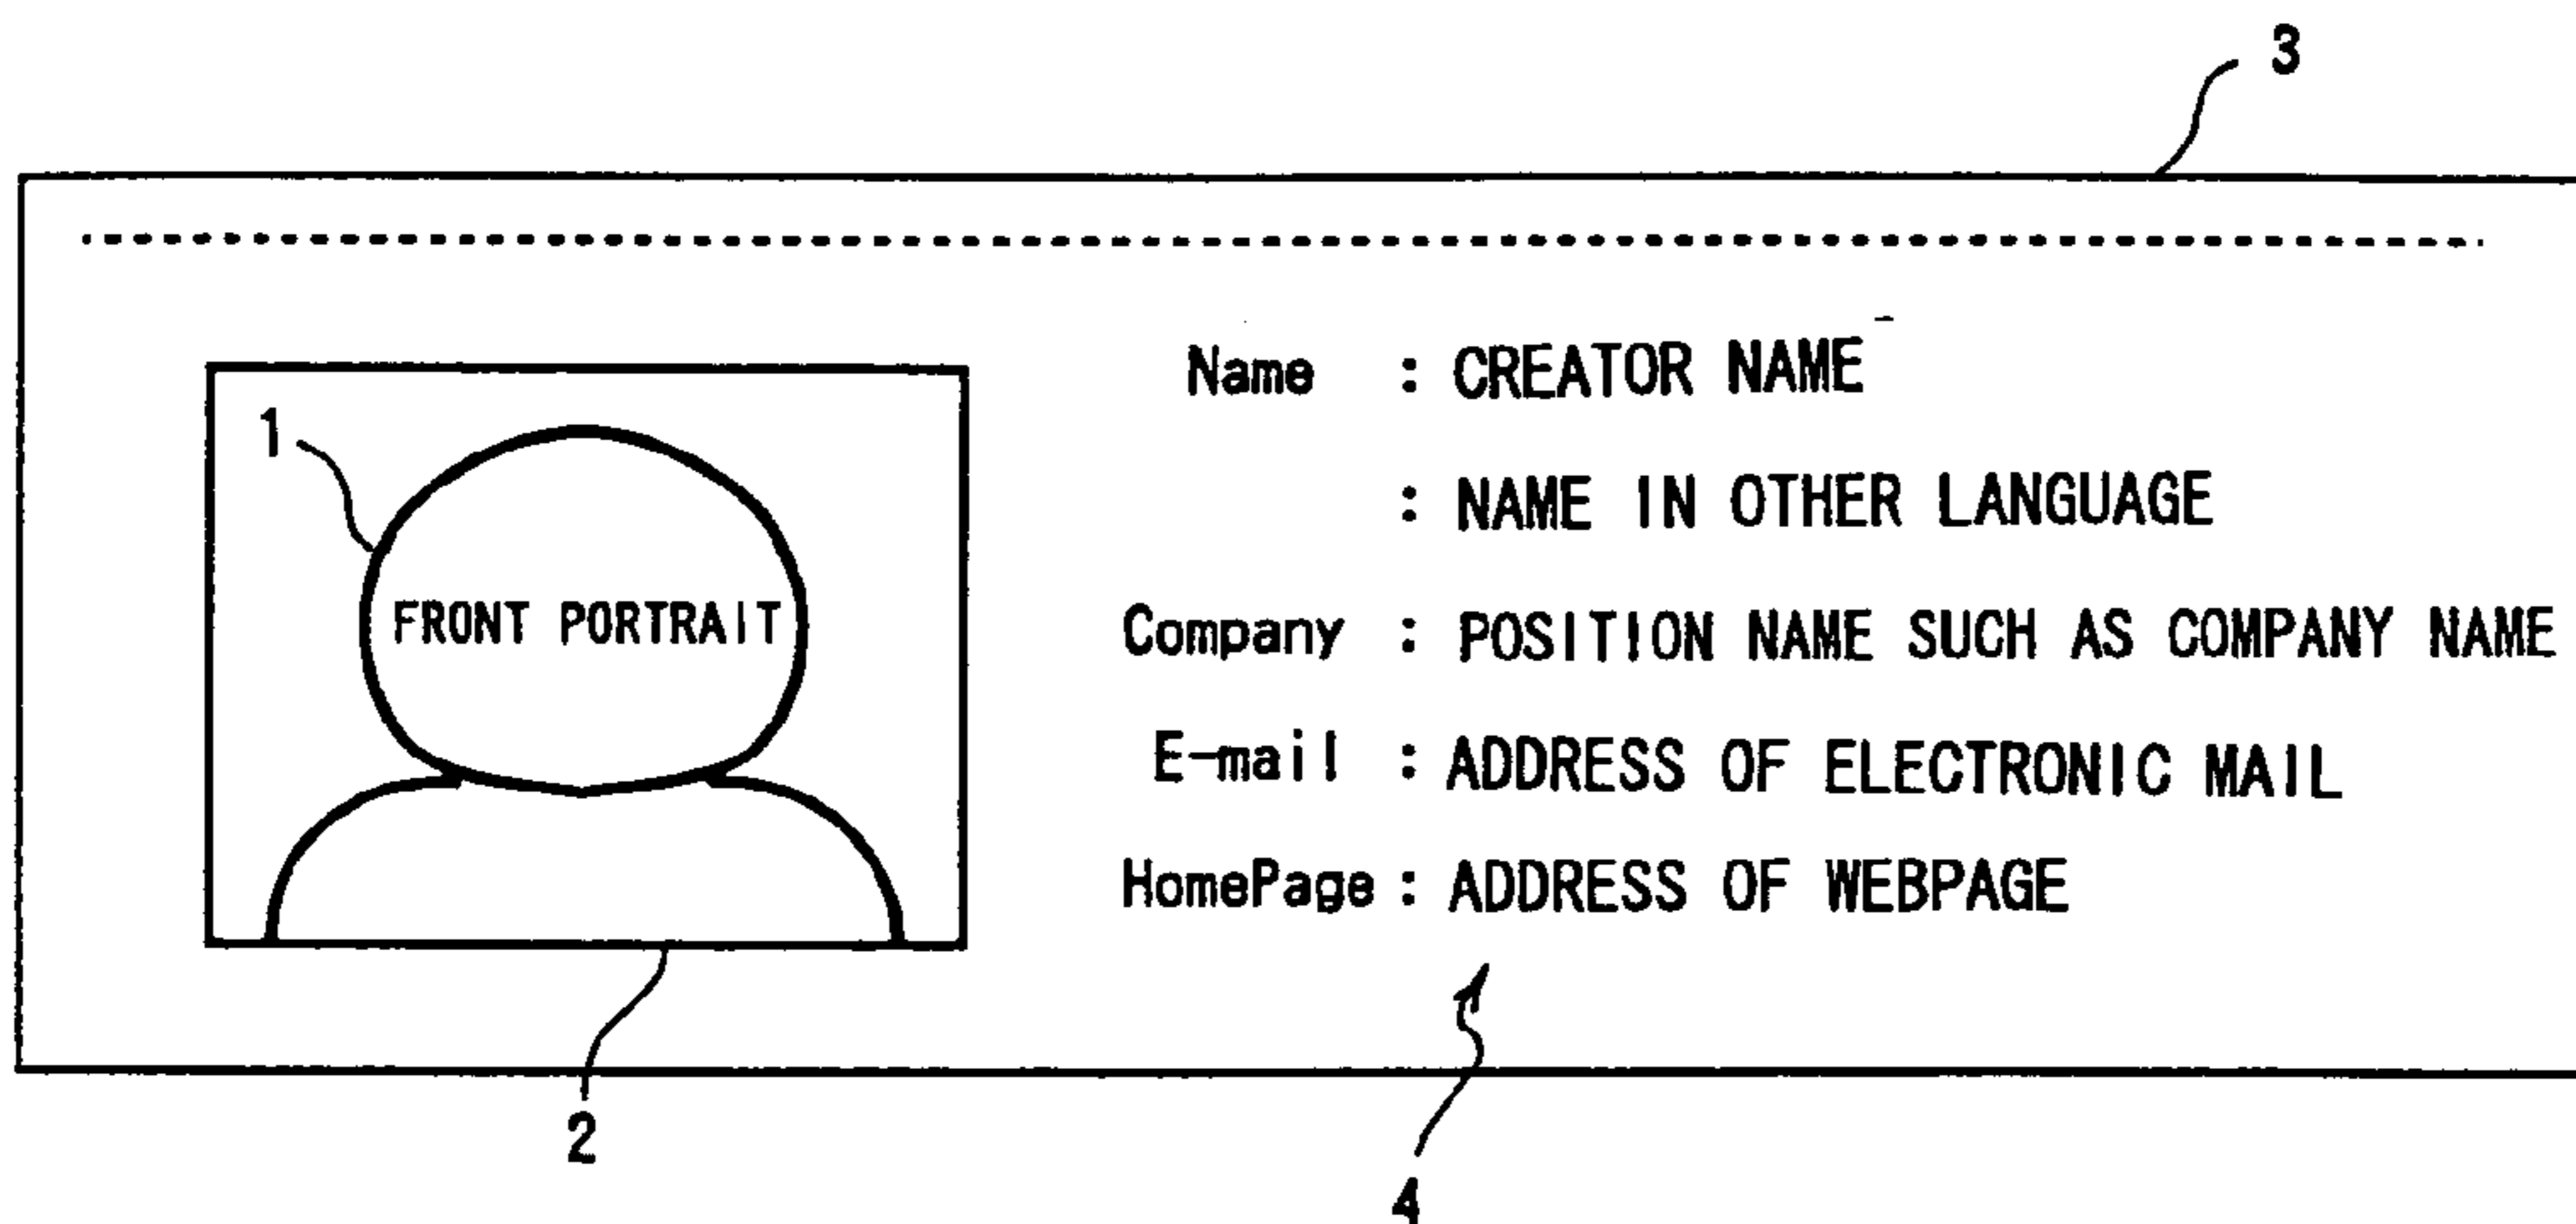 3
Name : CREATOR NAME
1
: NAME IN OTHER LANGUAGE
FRONT PORTRAIT
Company : POSITION NAME SUCH AS COMPANY NAME
E-mail : ADDRESS OF ELECTRONIC MAIL
HomePage : ADDRESS OF WEBPAGE
2
4